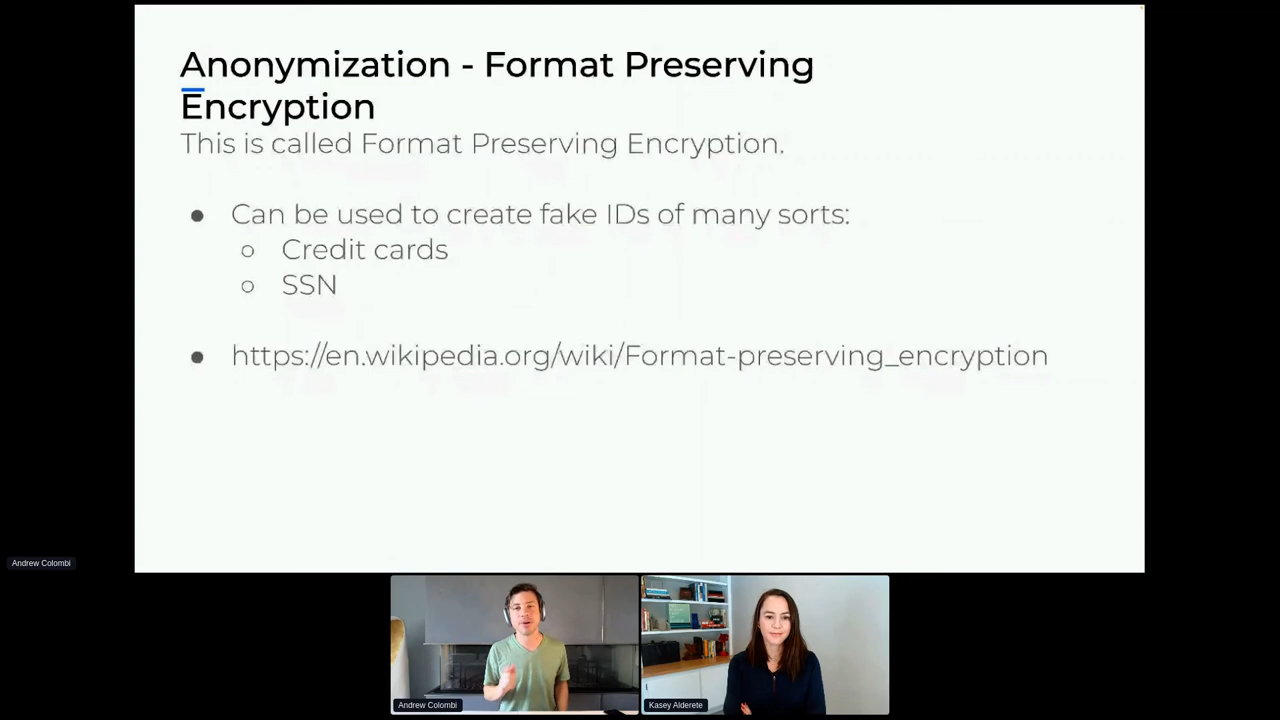 Anonymization - Format Preserving
Encryption
This is called Format Preserving Encryption.
● Can be used to create fake IDs of many sorts:
○ Credit cards
○ SSN
● https://en.wikipedia.org/wiki/Format-preserving_encryption
Andrew Colombi
Andrew Colombi
Kasey Alderete